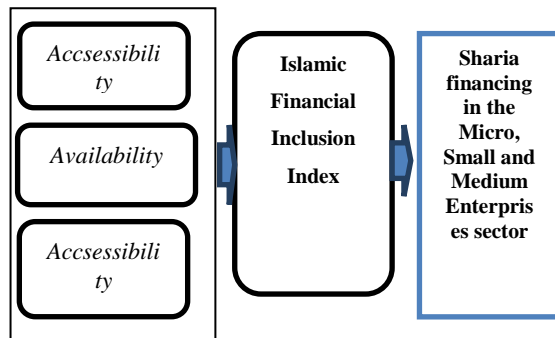 Accsessibili
ty
Availability
Accsessibili
ty
Islamic
Financial
Inclusion
Index
Sharia
financing
in the
Micro,
Small and
Medium
Enterpris
es sector